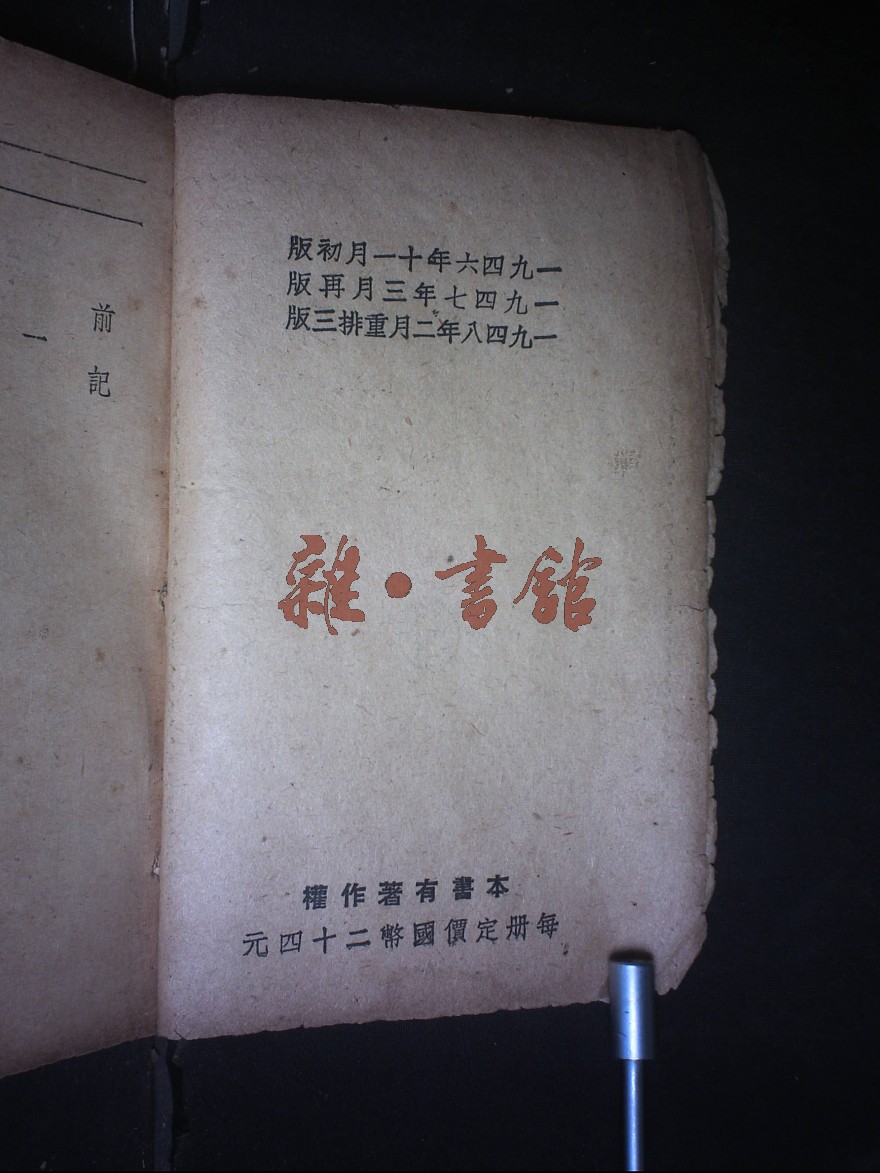 一九四六年十一月初版
一九四七年三月再版
一九四八年二月重排三版
雜·書館
本書有著作權
每册定價國幣二十四元
前記
一